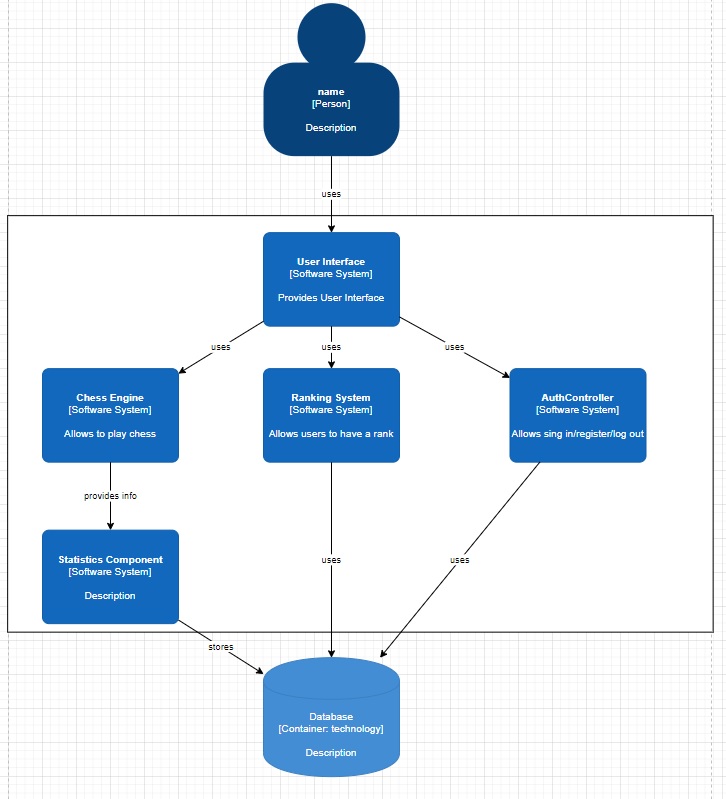 name
[Person]
Description
uses
User Interface
[Software System]
Provides User Interface
uses
uses
uses
Chess Engine
[Software System]
Allows to play chess
Ranking System
[Software System]
Allows users to have a rank
AuthController
[Software System]
Allows sing in/register/log out
provides info
Statistics Component
[Software System]
Description
uses
uses
stores
Database
[Container: technology]
Description